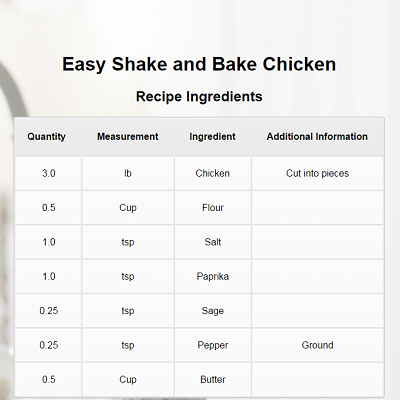 Easy Shake and Bake Chicken
Recipe Ingredients
Quantity Measurement Ingredient Additional Information
3.0 lb Chicken Cut into pieces
0.5 Cup Flour
1.0 tsp Salt
1.0 tsp Paprika
0.25 tsp Sage
0.25 tsp Pepper Ground
0.5 Cup Butter